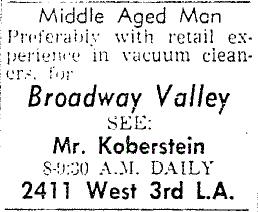 Middle Aged Man
Preferably with retail ex-
perience in vacuum clean-
ers, for
Broadway Valley
SEE:
Mr. Koberstein
8-9:30 A.M. DAILY
2411 West 3rd L.A.